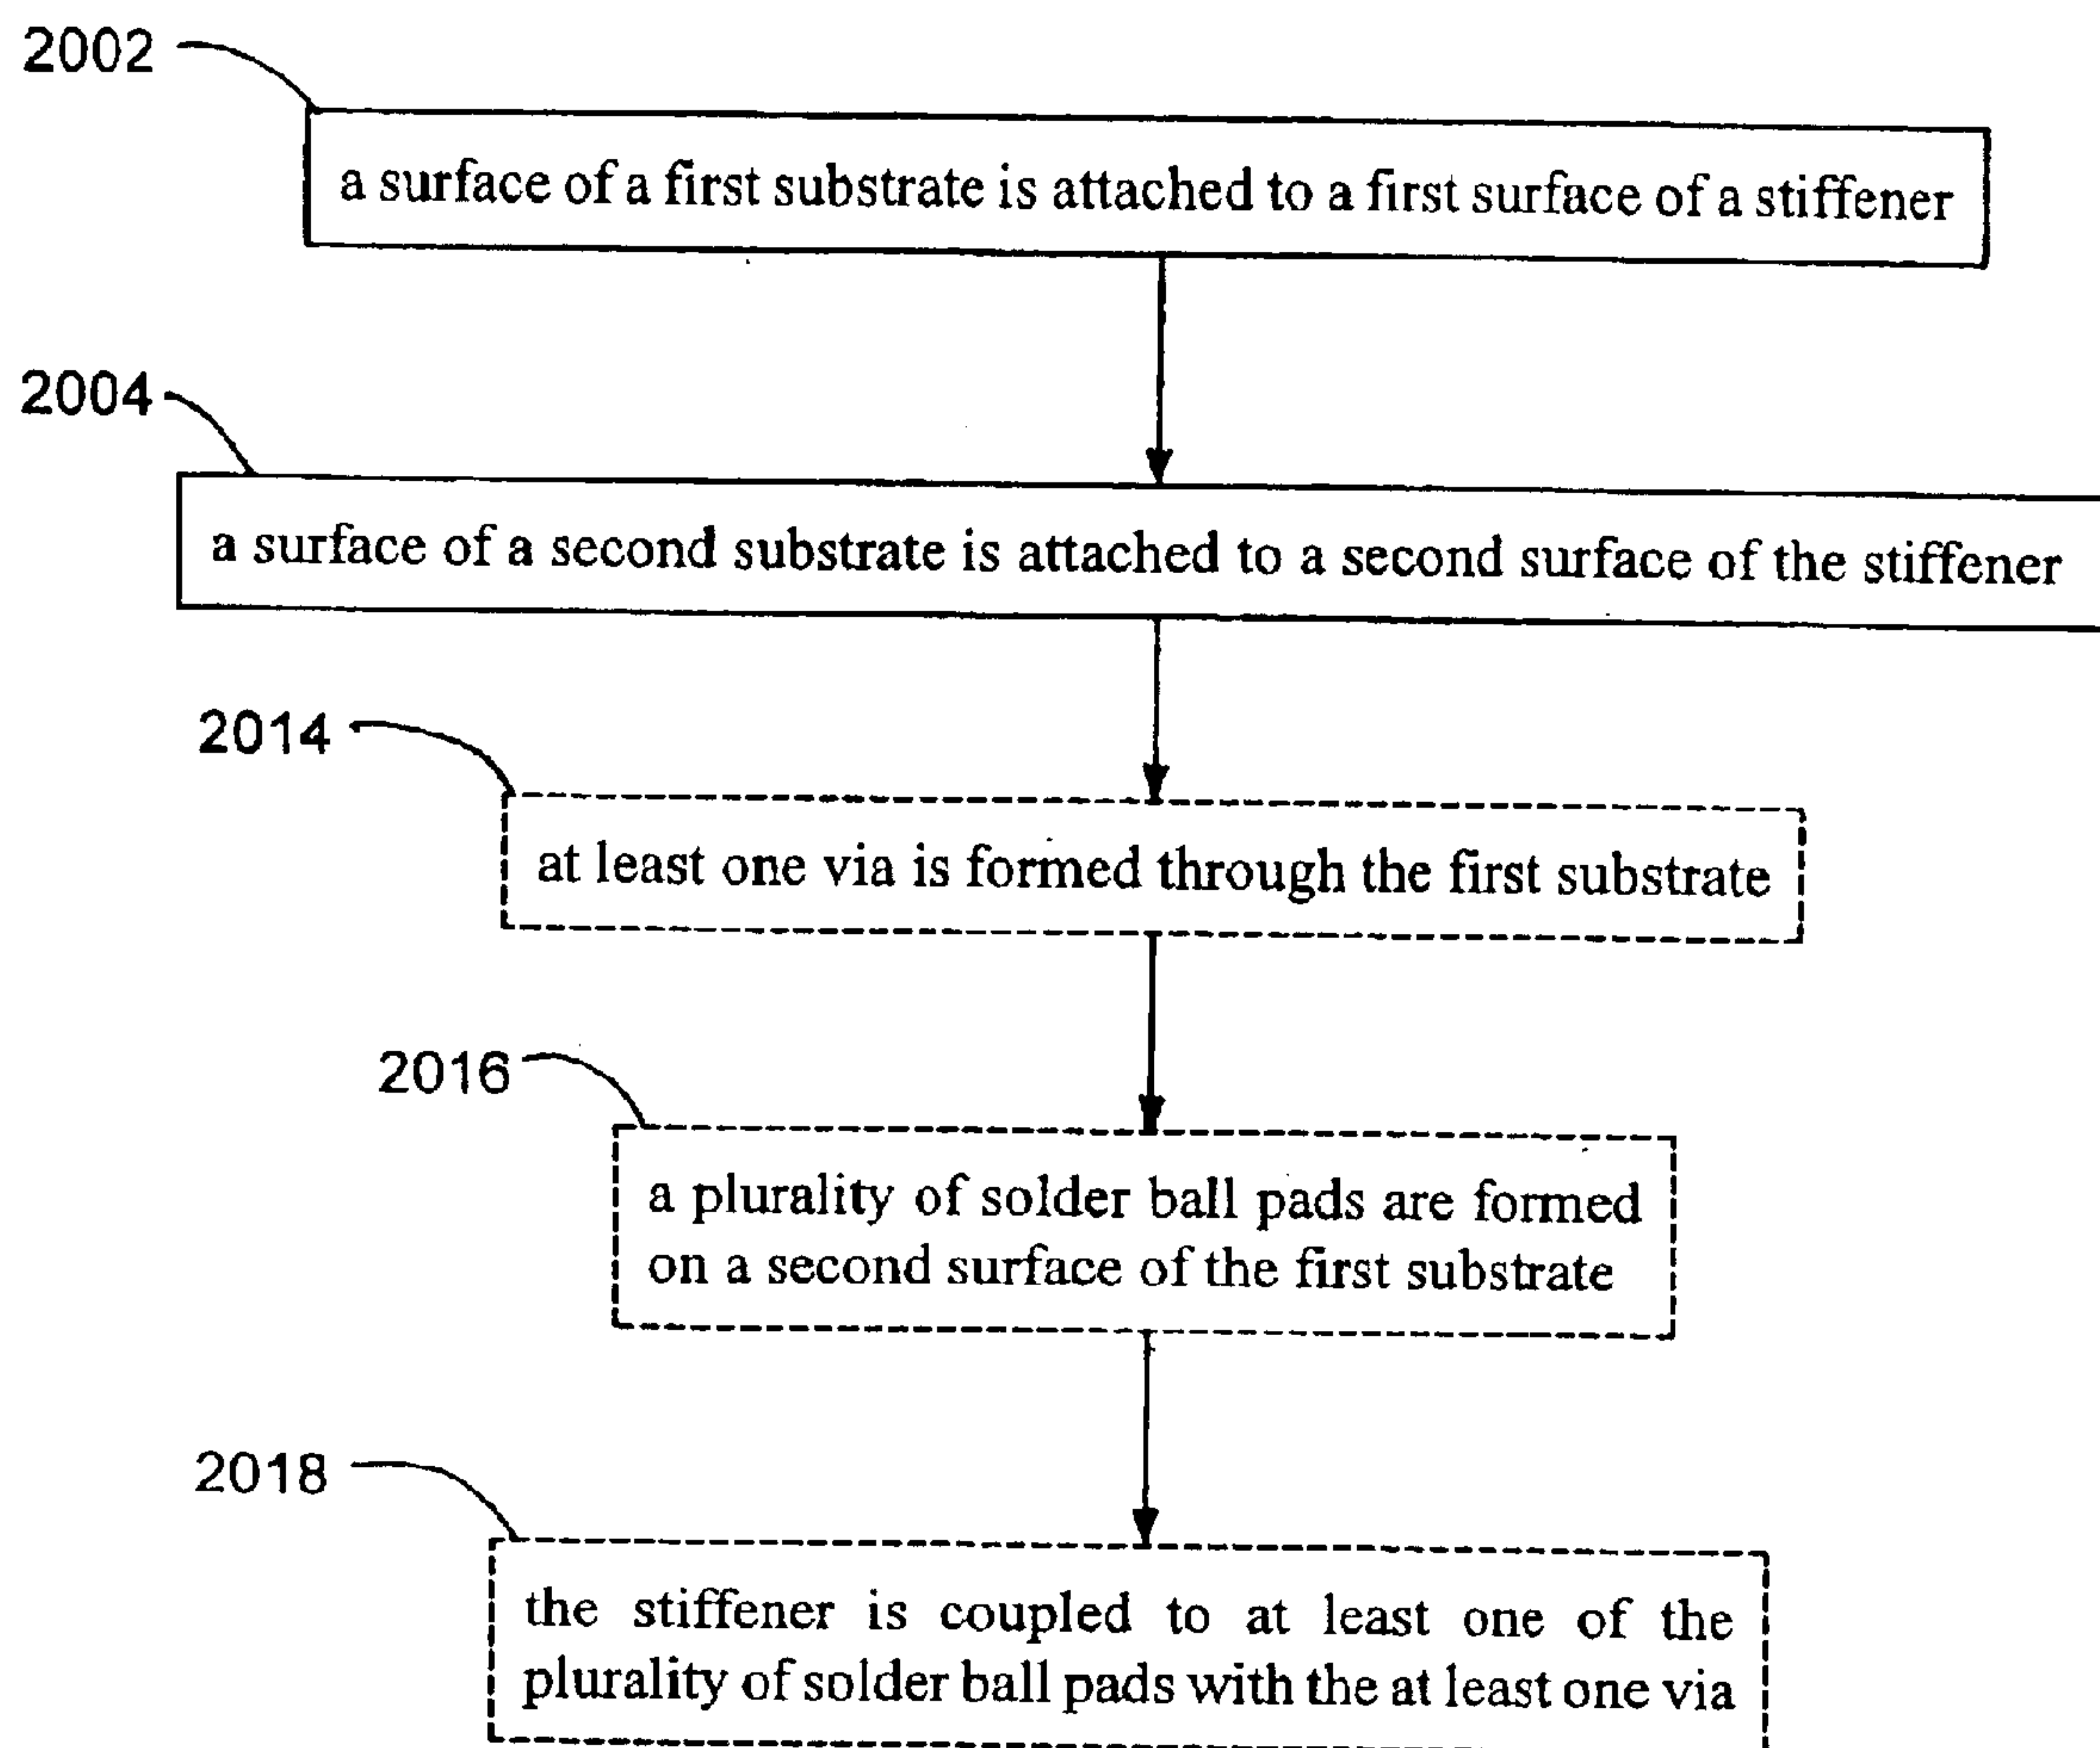 2002
a surface of a first substrate is attached to a first surface of a stiffener
2004
a surface of a second substrate is attached to a second surface of the stiffener
2014
at least one via is formed through the first substrate
2016
a plurality of solder ball pads are formed
on a second surface of the first substrate
2018
the stiffener is coupled to at least one of the
plurality of solder ball pads with the at least one via